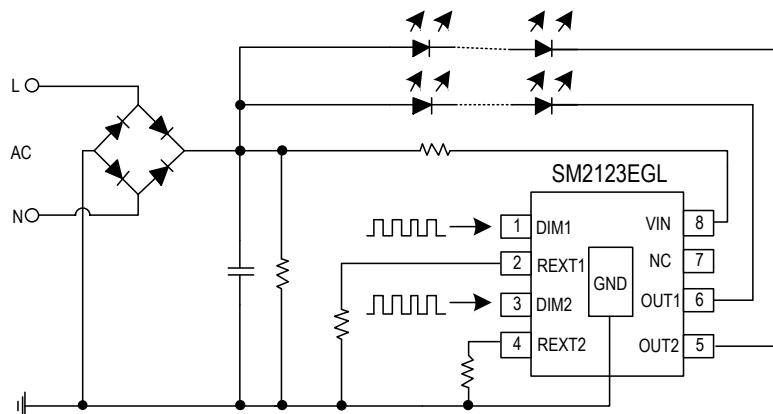 L
AC
N
SM2123EGL
1 DIM1
2 REXT1
3 DIM2
4 REXT2
GND
VIN 8
NC 7
OUT1 6
OUT2 5